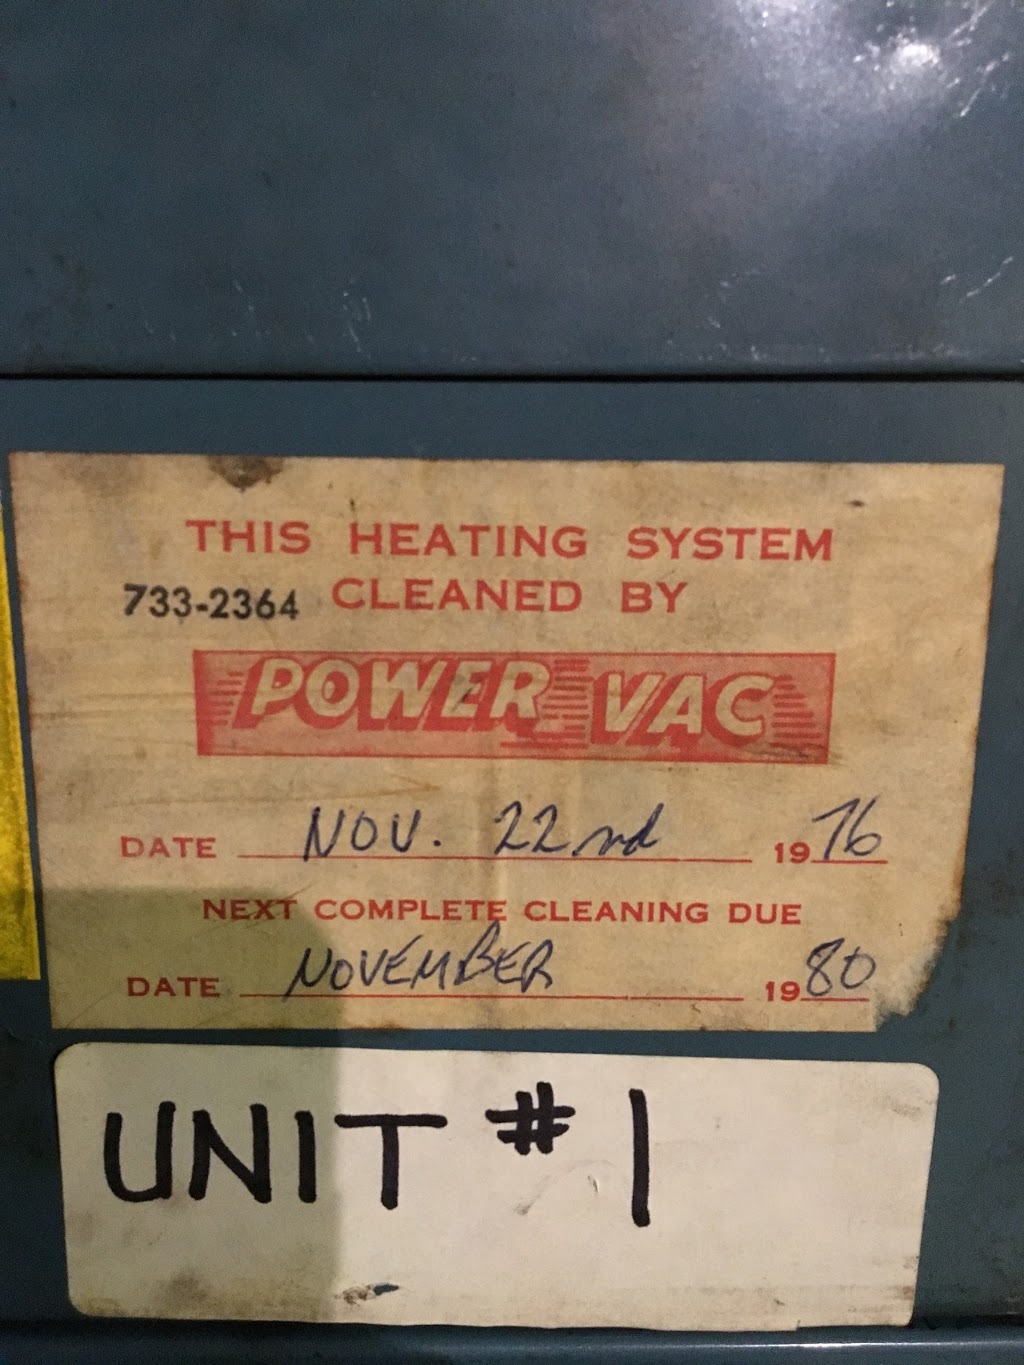 THIS HEATING SYSTEM
733-2364 CLEANED BY
POWER VAC
DATE NOV. 22nd 1976
NEXT COMPLETE CLEANING DUE
DATE NOVEMBER 1980
UNIT #1